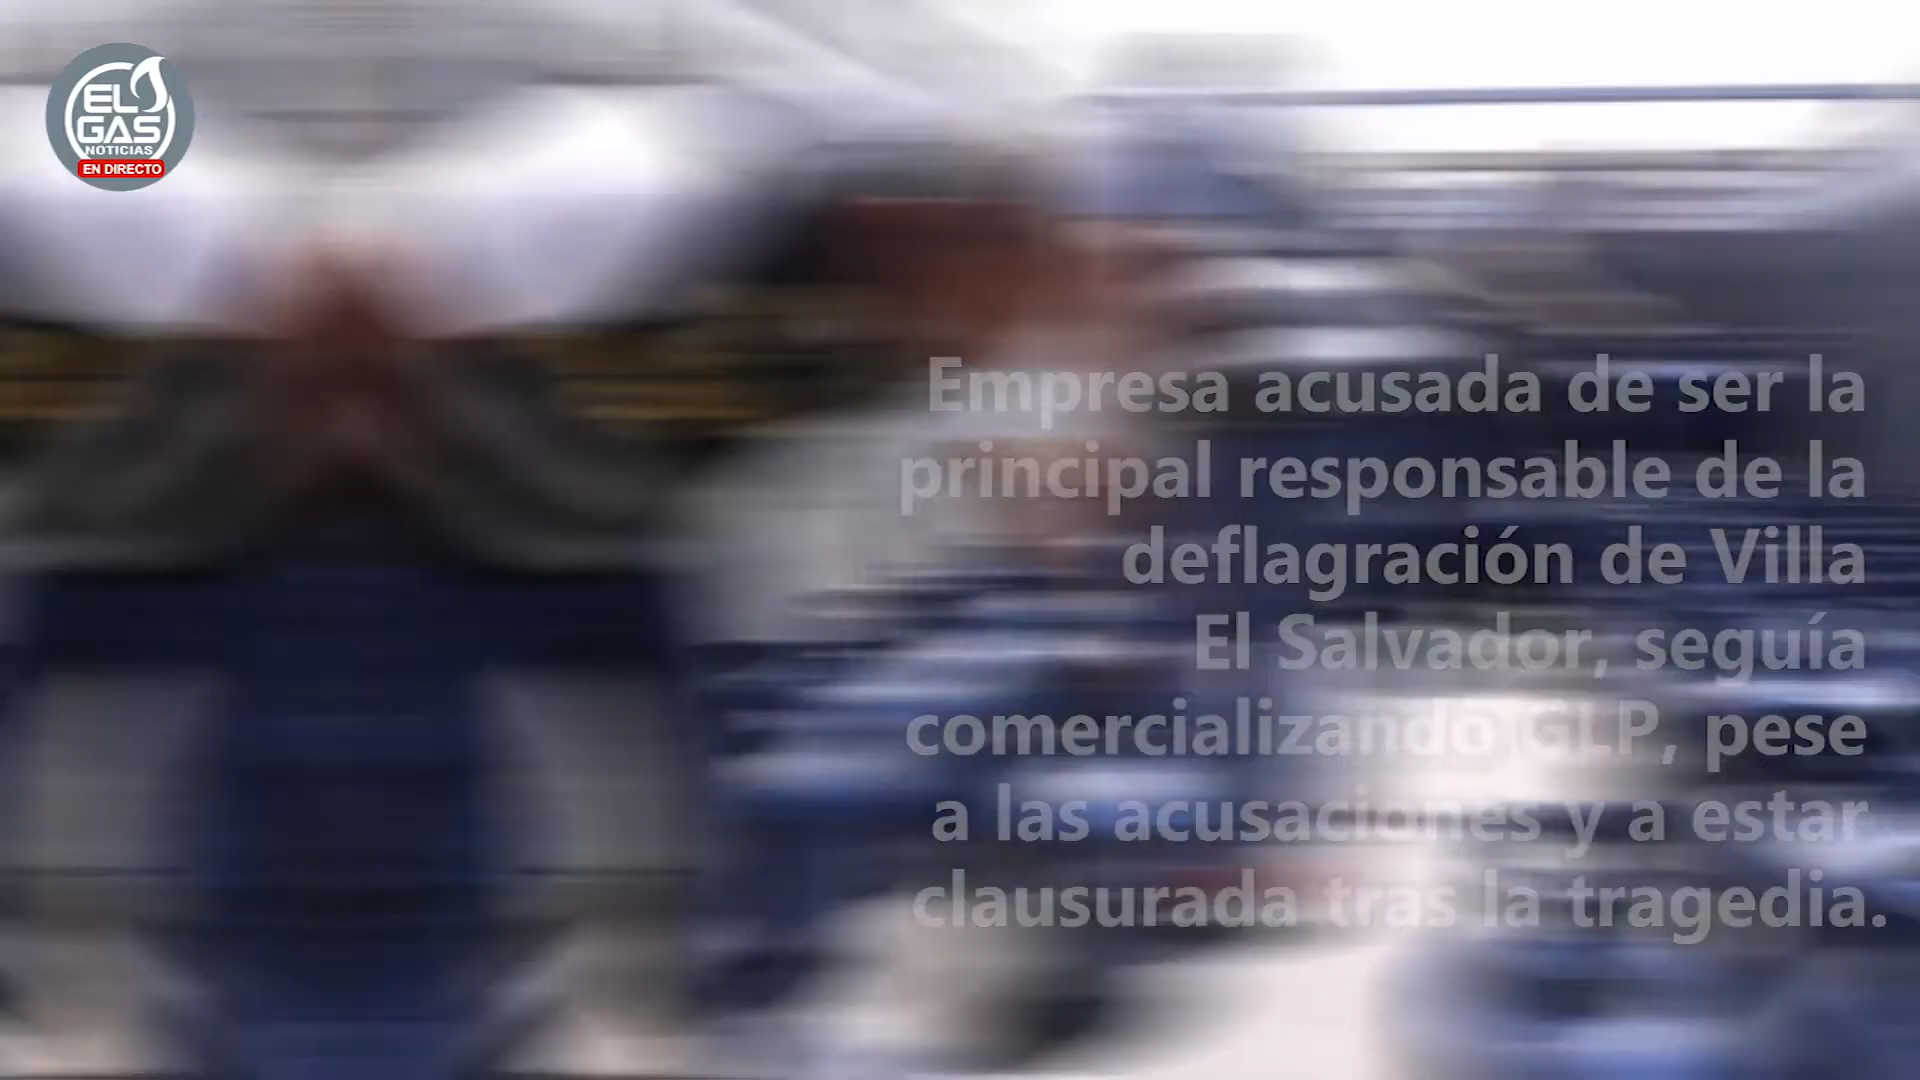 EL
GAS
NOTICIAS
EN DIRECTO
Empresa acusada de ser la
principal responsable de la
deflagración de Villa
El Salvador, seguía
comercializando GLP, pese
a las acusaciones y a estar
clausurada tras la tragedia.